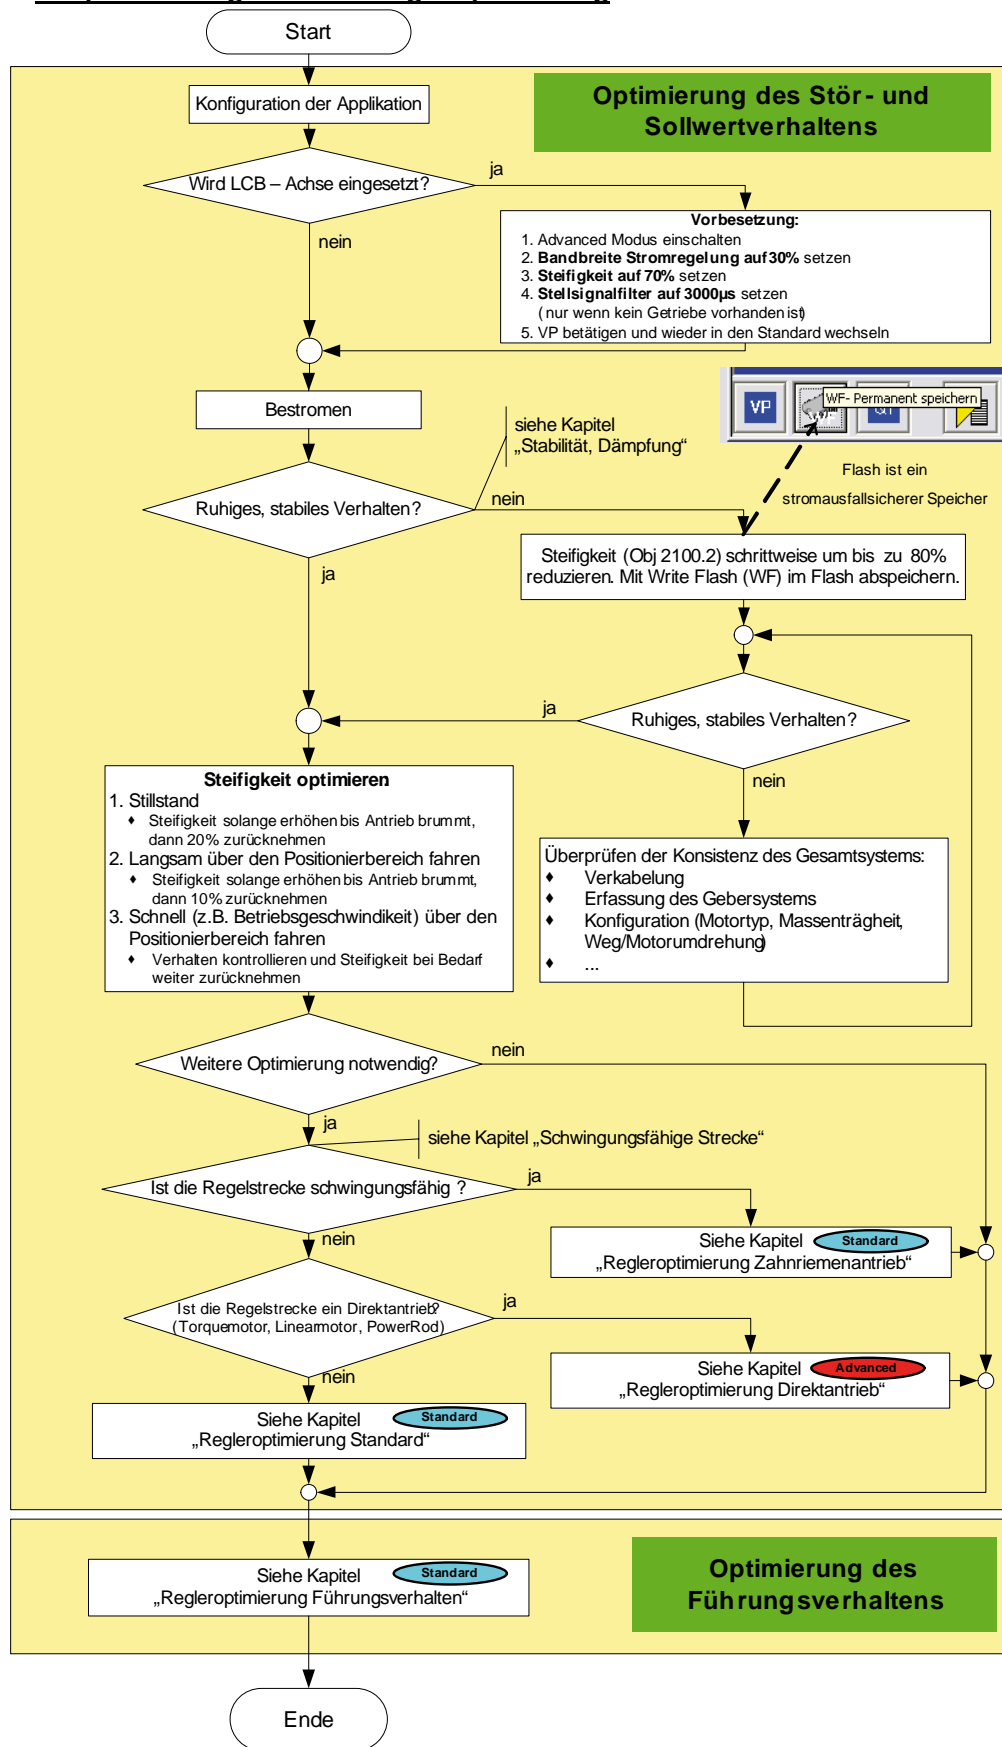 Start
Optimierung des Stör- und
Sollwertverhaltens
Konfiguration der Applikation
Wird LCB – Achse eingesetzt?
ja
nein
Vorbesetzung:
1. Advanced Modus einschalten
2. Bandbreite Stromregelung auf 30% setzen
3. Steifigkeit auf 70% setzen
4. Stellsignalfilter auf 3000µs setzen
(nur wenn kein Getriebe vorhanden ist)
5. VP betätigen und wieder in den Standard wechseln
Bestromen
VP
WF- Permanent speichern
siehe Kapitel
„Stabilität, Dämpfung“
Flash ist ein
stromausfallsicherer Speicher
Ruhiges, stabiles Verhalten?
nein
ja
Steifigkeit (Obj 2100.2) schrittweise um bis zu 80%
reduzieren. Mit Write Flash (WF) im Flash abspeichern.
Ruhiges, stabiles Verhalten?
ja
nein
Steifigkeit optimieren
1. Stillstand
♦ Steifigkeit solange erhöhen bis Antrieb brummt,
dann 20% zurücknehmen
2. Langsam über den Positionierbereich fahren
♦ Steifigkeit solange erhöhen bis Antrieb brummt,
dann 10% zurücknehmen
3. Schnell (z.B. Betriebsgeschwindikeit) über den
Positionierbereich fahren
♦ Verhalten kontrollieren und Steifigkeit bei Bedarf
weiter zurücknehmen
Überprüfen der Konsistenz des Gesamtsystems:
♦ Verkabelung
♦ Erfassung des Gebersystems
♦ Konfiguration (Motortyp, Massenträgheit,
Weg/Motorumdrehung)
♦ ...
Weitere Optimierung notwendig?
nein
ja
siehe Kapitel „Schwingungsfähige Strecke“
Ist die Regelstrecke schwingungsfähig ?
ja
nein
Siehe Kapitel Standard
„Regleroptimierung Zahnriemenantrieb“
Ist die Regelstrecke ein Direktantrieb?
(Torquemotor, Linearmotor, PowerRod)
ja
nein
Siehe Kapitel Advanced
„Regleroptimierung Direktantrieb“
Siehe Kapitel Standard
„Regleroptimierung Standard“
Siehe Kapitel Standard
„Regleroptimierung Führungsverhalten“
Optimierung des
Führungsverhaltens
Ende